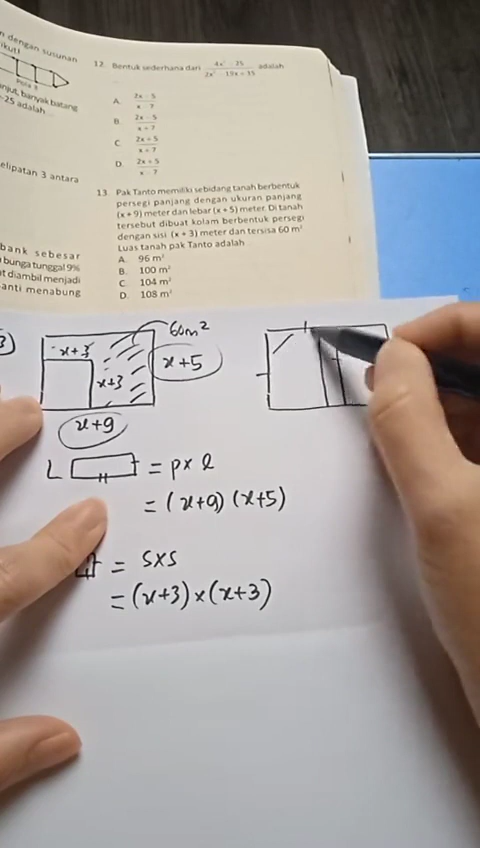 n dengan susunan
ikut!
Pola 3
njut, banyak batang
-25 adalah
elipatan 3 antara
bank sebesar
bunga tunggal 9%
t diambil menjadi
anti menabung
12. Bentuk sederhana dari 4x² - 25 / 2x² - 19x + 35 adalah
A. 2x - 5 / x - 7
B. 2x - 5 / x + 7
C. 2x + 5 / x + 7
D. 2x + 5 / x - 7
13. Pak Tanto memiliki sebidang tanah berbentuk
persegi panjang dengan ukuran panjang
(x + 9) meter dan lebar (x + 5) meter. Di tanah
tersebut dibuat kolam berbentuk persegi
dengan sisi (x + 3) meter dan tersisa 60 m²
Luas tanah pak Tanto adalah
A. 96 m²
B. 100 m²
C. 104 m²
D. 108 m²
60m²
x+3
x+3
x+5
x+9
L = p x l
= (x+9) (x+5)
= s x s
= (x+3) x (x+3)